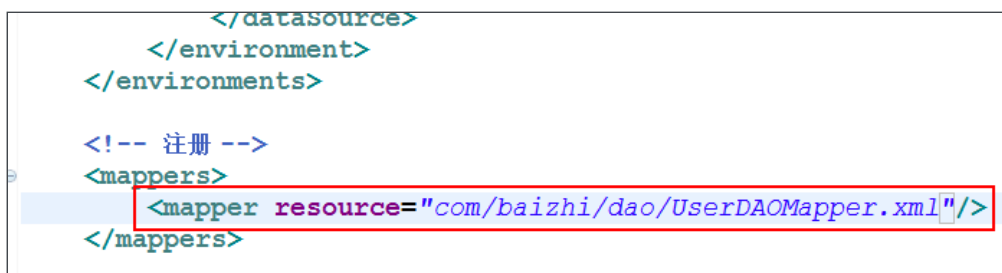 </datasource>
</environment>
</environments>
<!-- 注册 -->
<mappers>
<mapper resource="com/baizhi/dao/UserDAOMapper.xml"/>
</mappers>